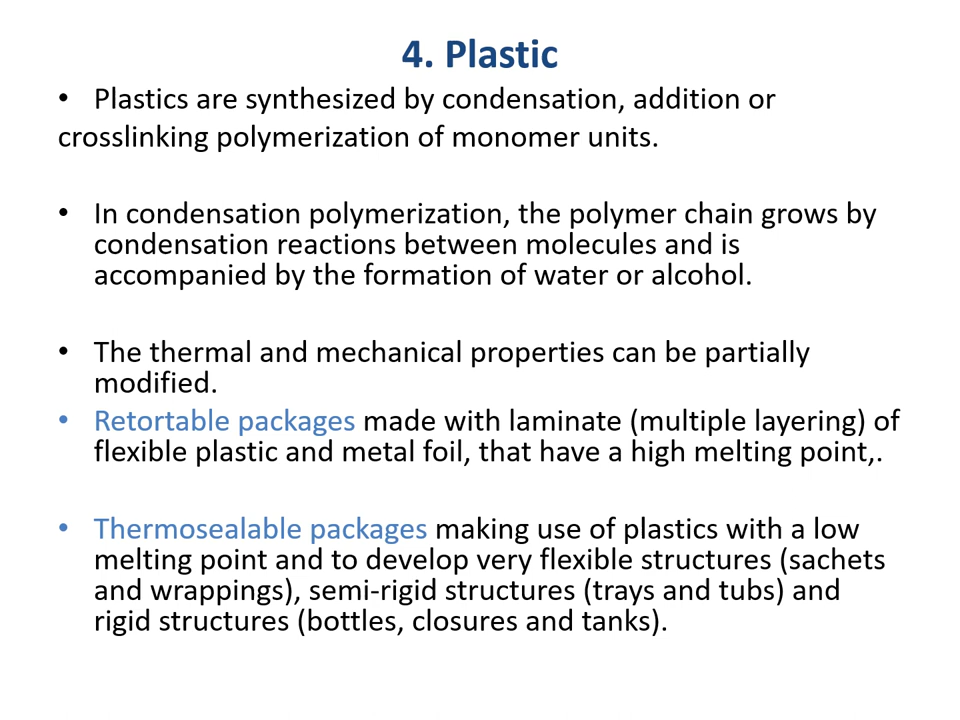 4. Plastic
• Plastics are synthesized by condensation, addition or
crosslinking polymerization of monomer units.
• In condensation polymerization, the polymer chain grows by
condensation reactions between molecules and is
accompanied by the formation of water or alcohol.
• The thermal and mechanical properties can be partially
modified.
• Retortable packages made with laminate (multiple layering) of
flexible plastic and metal foil, that have a high melting point,.
• Thermosealable packages making use of plastics with a low
melting point and to develop very flexible structures (sachets
and wrappings), semi-rigid structures (trays and tubs) and
rigid structures (bottles, closures and tanks).